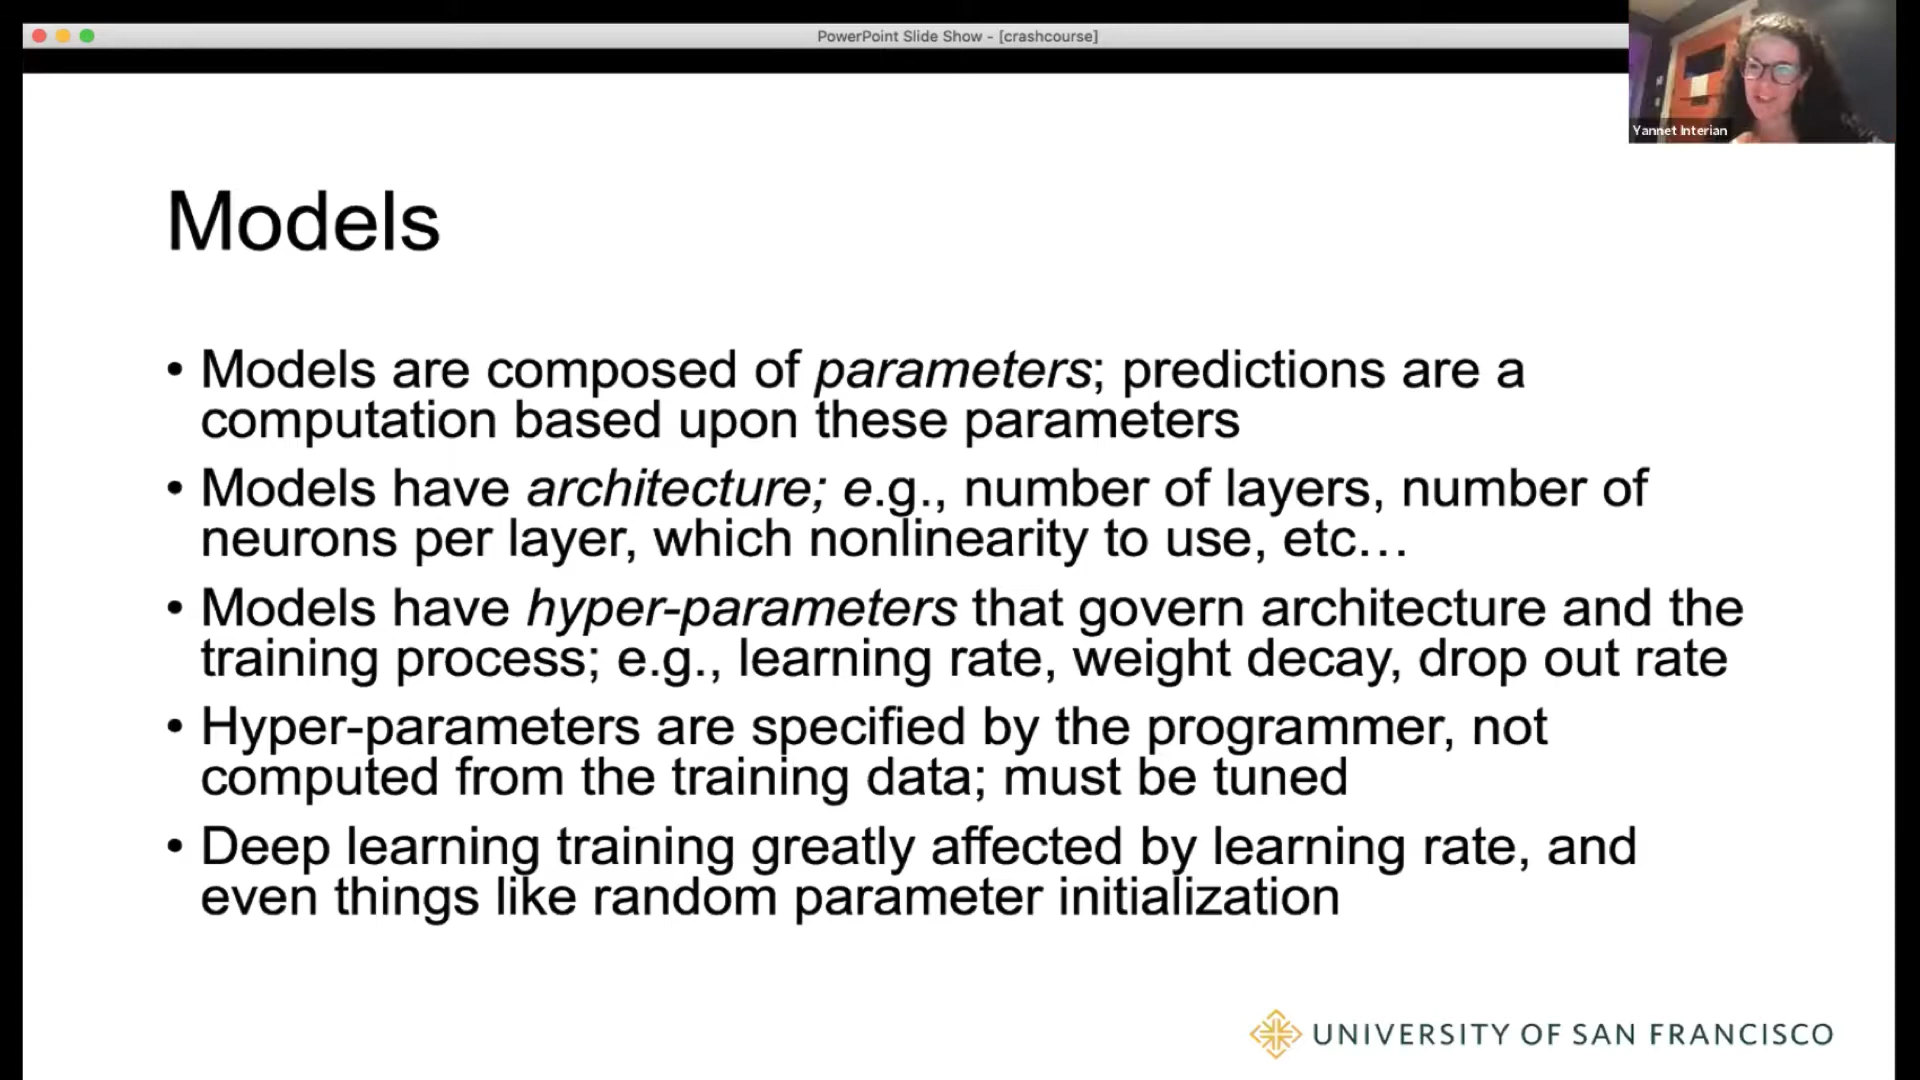 PowerPoint Slide Show - [crashcourse]
Yannet Interian
Models
• Models are composed of parameters; predictions are a
computation based upon these parameters
• Models have architecture; e.g., number of layers, number of
neurons per layer, which nonlinearity to use, etc…
• Models have hyper-parameters that govern architecture and the
training process; e.g., learning rate, weight decay, drop out rate
• Hyper-parameters are specified by the programmer, not
computed from the training data; must be tuned
• Deep learning training greatly affected by learning rate, and
even things like random parameter initialization
UNIVERSITY OF SAN FRANCISCO